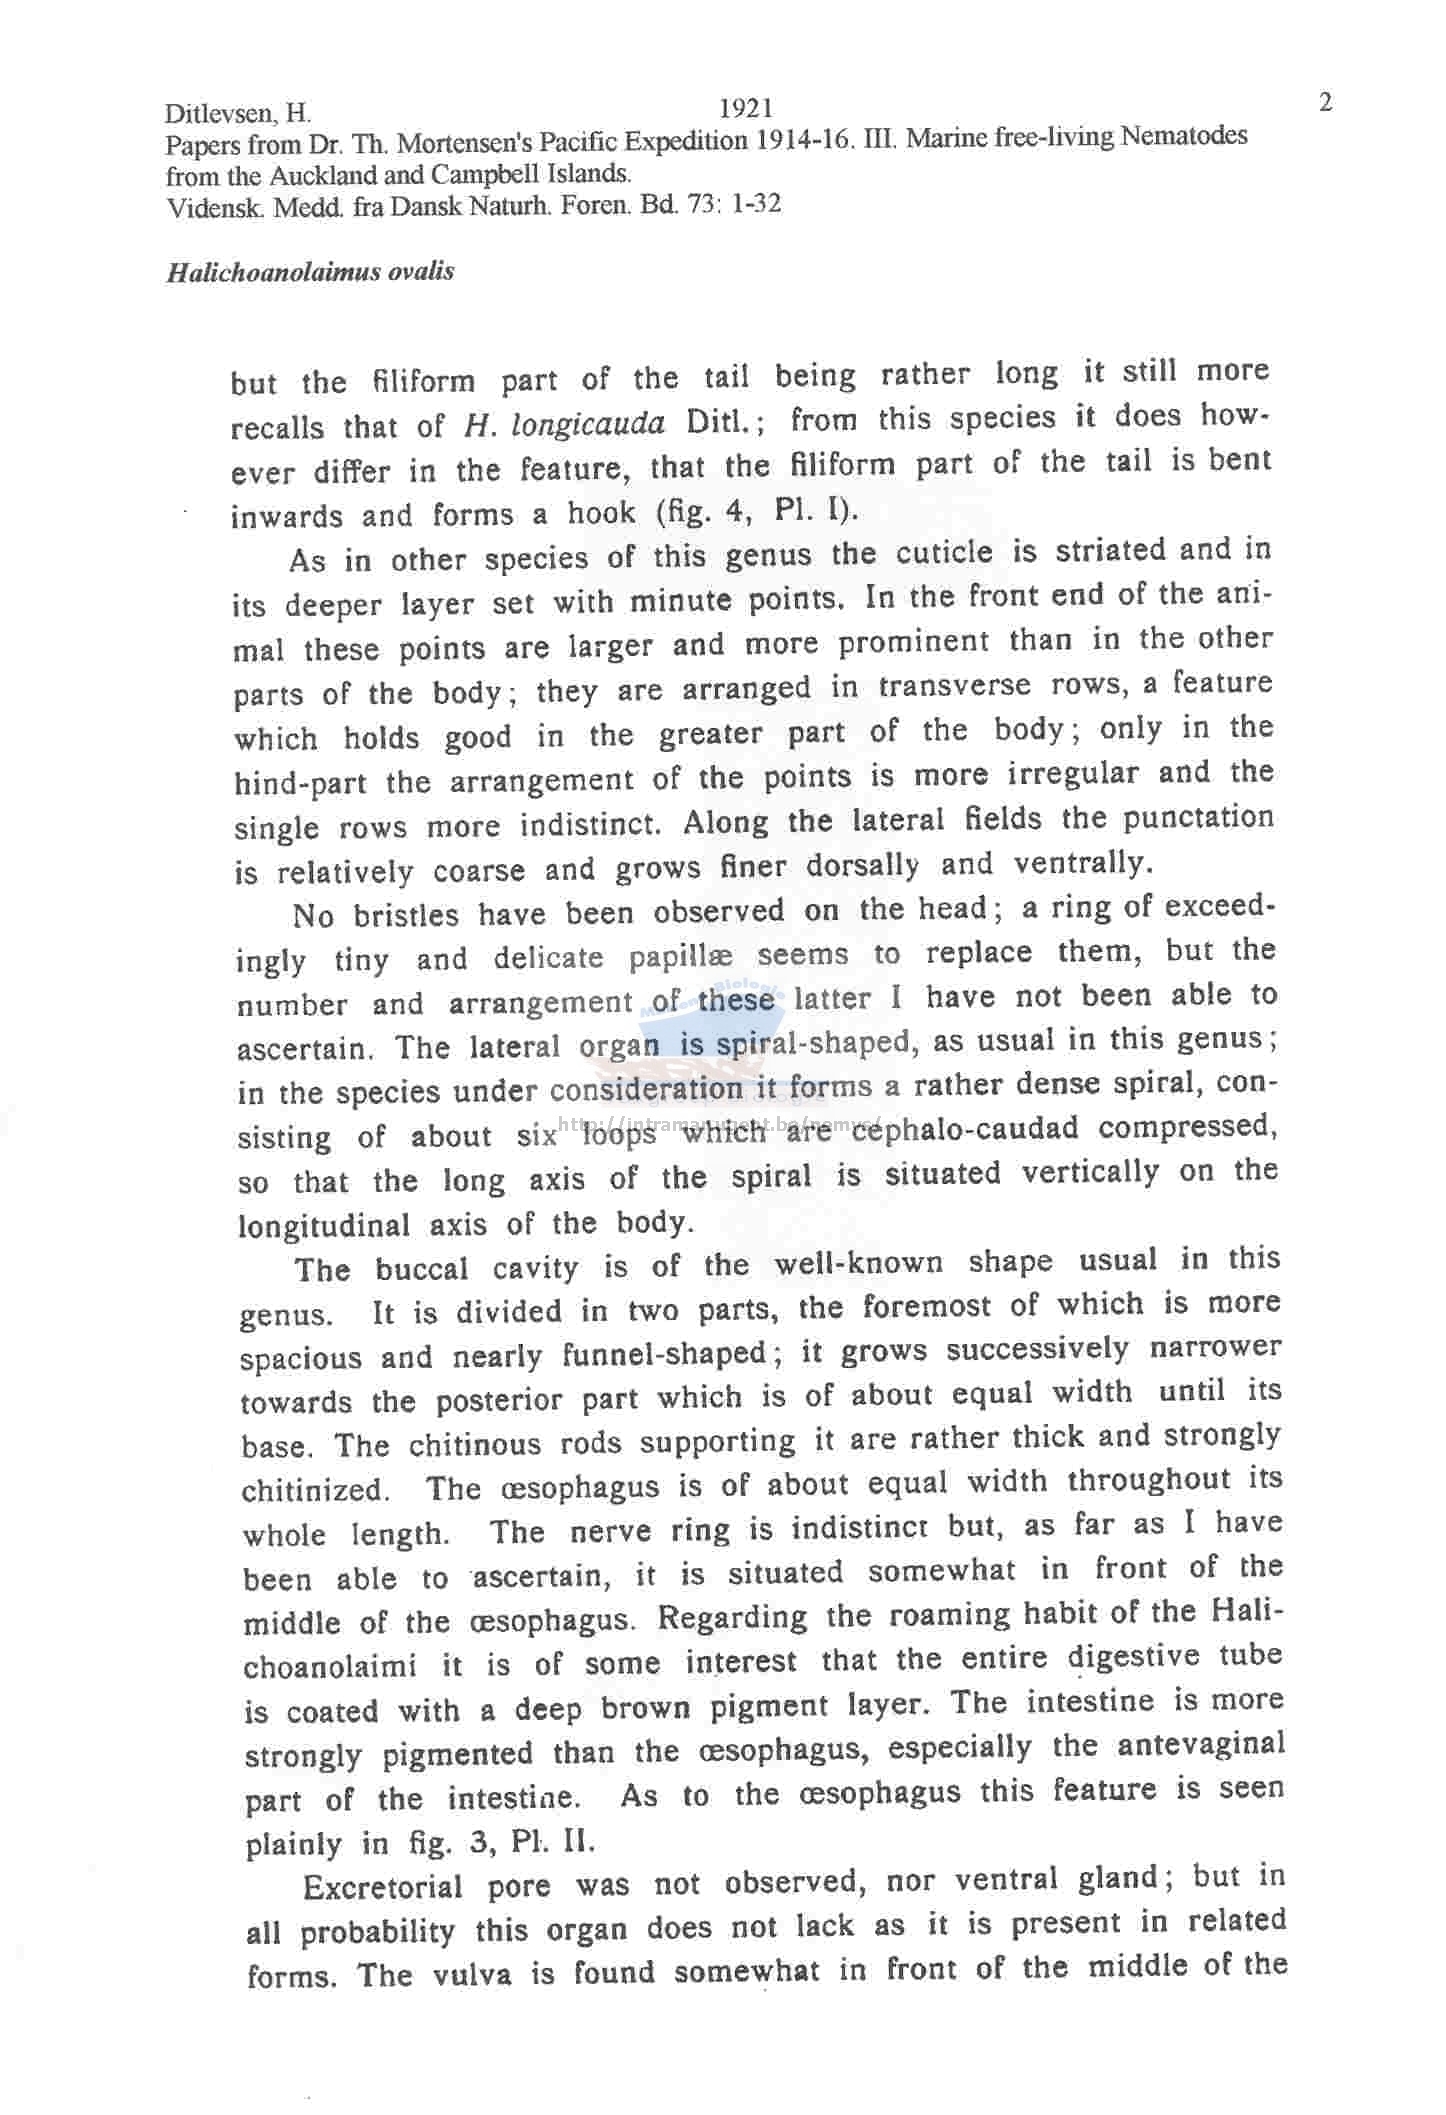 Ditlevsen, H. 1921 2
Papers from Dr. Th. Mortensen's Pacific Expedition 1914-16. III. Marine free-living Nematodes
from the Auckland and Campbell Islands.
Vidensk. Medd. fra Dansk Naturh. Foren. Bd. 73: 1-32
Halichoanolaimus ovalis
but the filiform part of the tail being rather long it still more
recalls that of H. longicauda Ditl.; from this species it does how-
ever differ in the feature, that the filiform part of the tail is bent
inwards and forms a hook (fig. 4, Pl. I).
As in other species of this genus the cuticle is striated and in
its deeper layer set with minute points. In the front end of the ani-
mal these points are larger and more prominent than in the other
parts of the body; they are arranged in transverse rows, a feature
which holds good in the greater part of the body; only in the
hind-part the arrangement of the points is more irregular and the
single rows more indistinct. Along the lateral fields the punctation
is relatively coarse and grows finer dorsally and ventrally.
No bristles have been observed on the head; a ring of exceed-
ingly tiny and delicate papillæ seems to replace them, but the
number and arrangement of these latter I have not been able to
ascertain. The lateral organ is spiral-shaped, as usual in this genus;
in the species under consideration it forms a rather dense spiral, con-
sisting of about six loops which are cephalo-caudad compressed,
so that the long axis of the spiral is situated vertically on the
longitudinal axis of the body.
The buccal cavity is of the well-known shape usual in this
genus. It is divided in two parts, the foremost of which is more
spacious and nearly funnel-shaped; it grows successively narrower
towards the posterior part which is of about equal width until its
base. The chitinous rods supporting it are rather thick and strongly
chitinized. The œsophagus is of about equal width throughout its
whole length. The nerve ring is indistinct but, as far as I have
been able to ascertain, it is situated somewhat in front of the
middle of the œsophagus. Regarding the roaming habit of the Hali-
choanolaimi it is of some interest that the entire digestive tube
is coated with a deep brown pigment layer. The intestine is more
strongly pigmented than the œsophagus, especially the antevaginal
part of the intestine. As to the œsophagus this feature is seen
plainly in fig. 3, Pl. II.
Excretorial pore was not observed, nor ventral gland; but in
all probability this organ does not lack as it is present in related
forms. The vulva is found somewhat in front of the middle of the